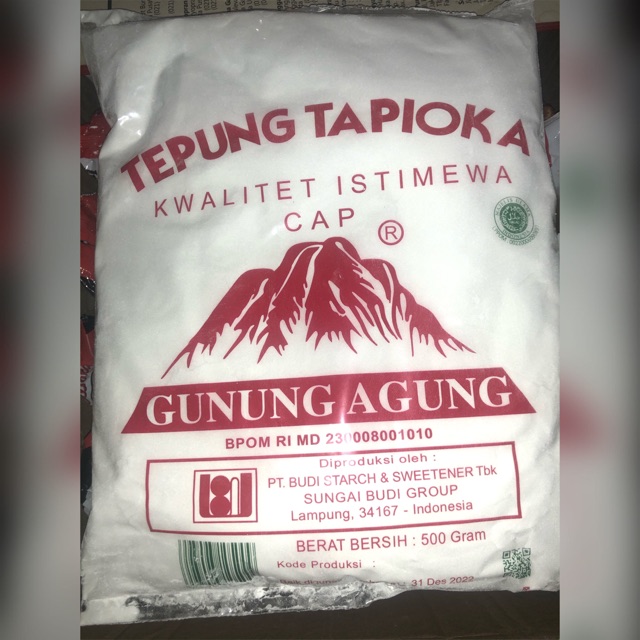 TEPUNG TAPIOKA
KWALITET ISTIMEWA
CAP ®
GUNUNG AGUNG
BPOM RI MD 230008001010
Diproduksi oleh :
PT. BUDI STARCH & SWEETENER Tbk
SUNGAI BUDI GROUP
Lampung, 34167 - Indonesia
BERAT BERSIH : 500 Gram
Kode Produksi :
31 Des 2022